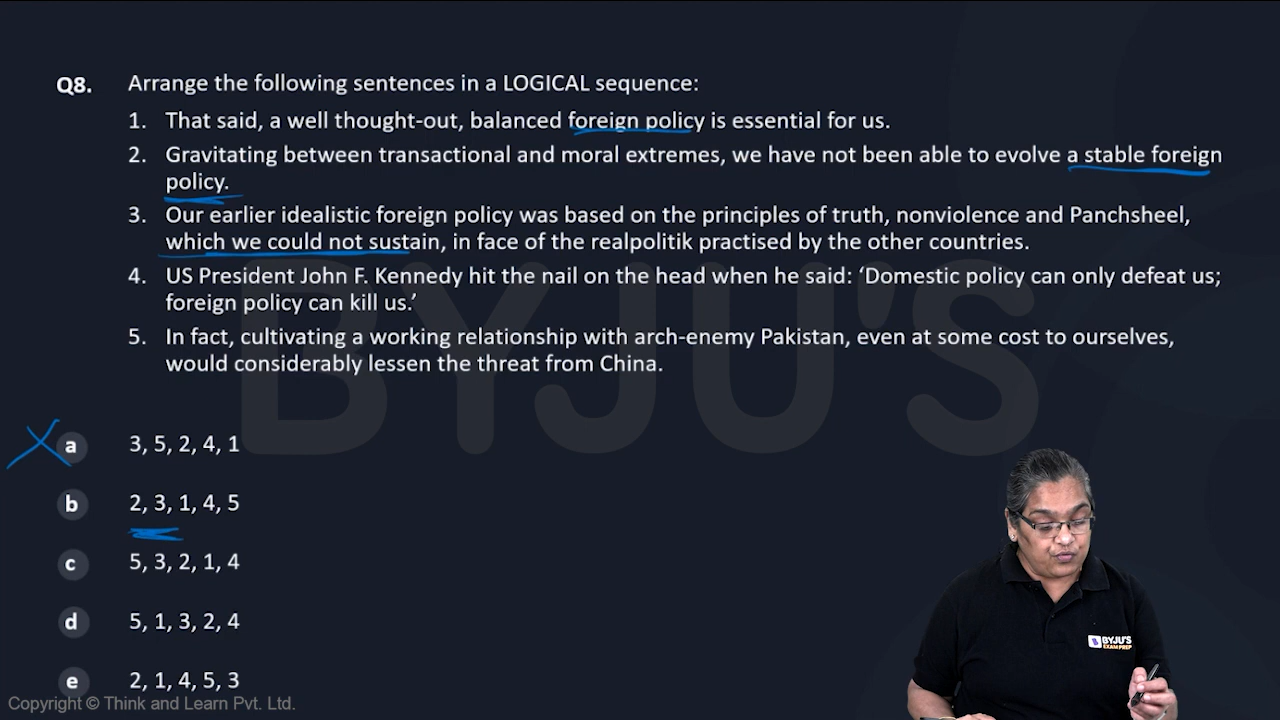 Q8. Arrange the following sentences in a LOGICAL sequence:
1. That said, a well thought-out, balanced foreign policy is essential for us.
2. Gravitating between transactional and moral extremes, we have not been able to evolve a stable foreign
policy.
3. Our earlier idealistic foreign policy was based on the principles of truth, nonviolence and Panchsheel,
which we could not sustain, in face of the realpolitik practised by the other countries.
4. US President John F. Kennedy hit the nail on the head when he said: ‘Domestic policy can only defeat us;
foreign policy can kill us.’
5. In fact, cultivating a working relationship with arch-enemy Pakistan, even at some cost to ourselves,
would considerably lessen the threat from China.
BYJU'S
a 3, 5, 2, 4, 1
b 2, 3, 1, 4, 5
c 5, 3, 2, 1, 4
d 5, 1, 3, 2, 4
e 2, 1, 4, 5, 3
BYJU'S
EXAM PREP
Copyright © Think and Learn Pvt. Ltd.